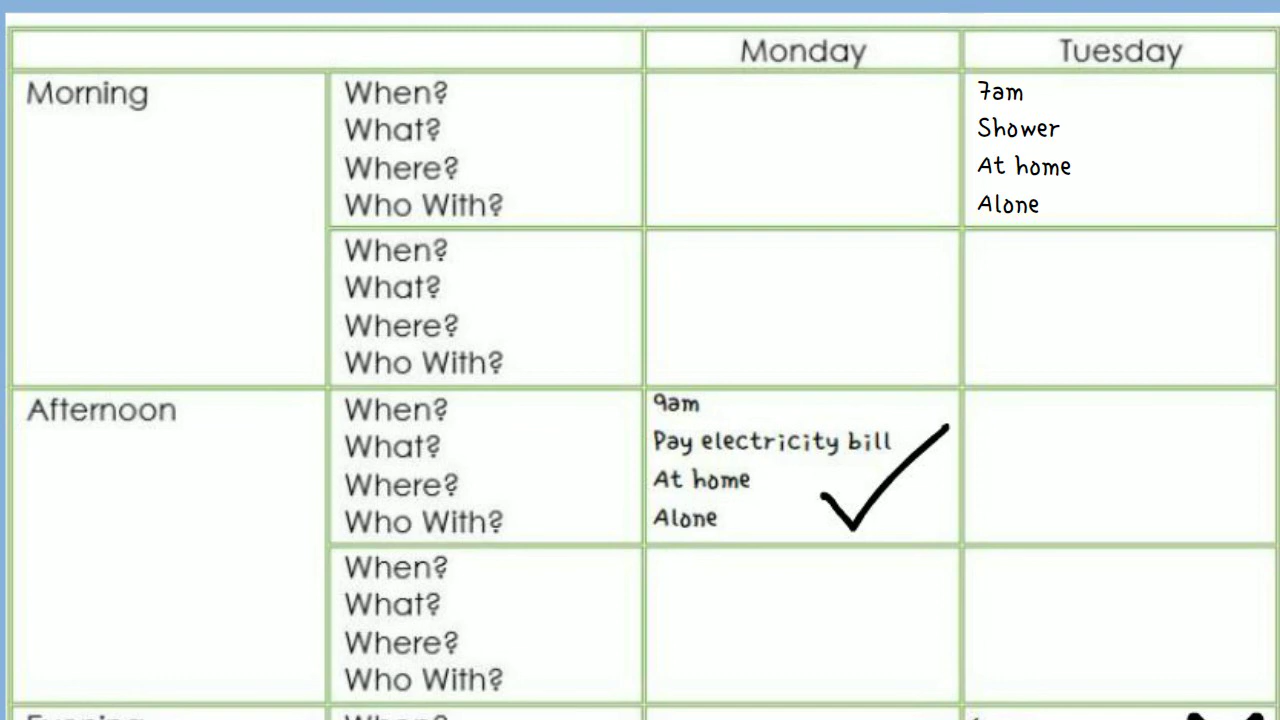 Monday Tuesday
Morning
When?
What?
Where?
Who With?
7am
Shower
At home
Alone
When?
What?
Where?
Who With?
Afternoon
When?
What?
Where?
Who With?
9am
Pay electricity bill
At home
Alone
When?
What?
Where?
Who With?